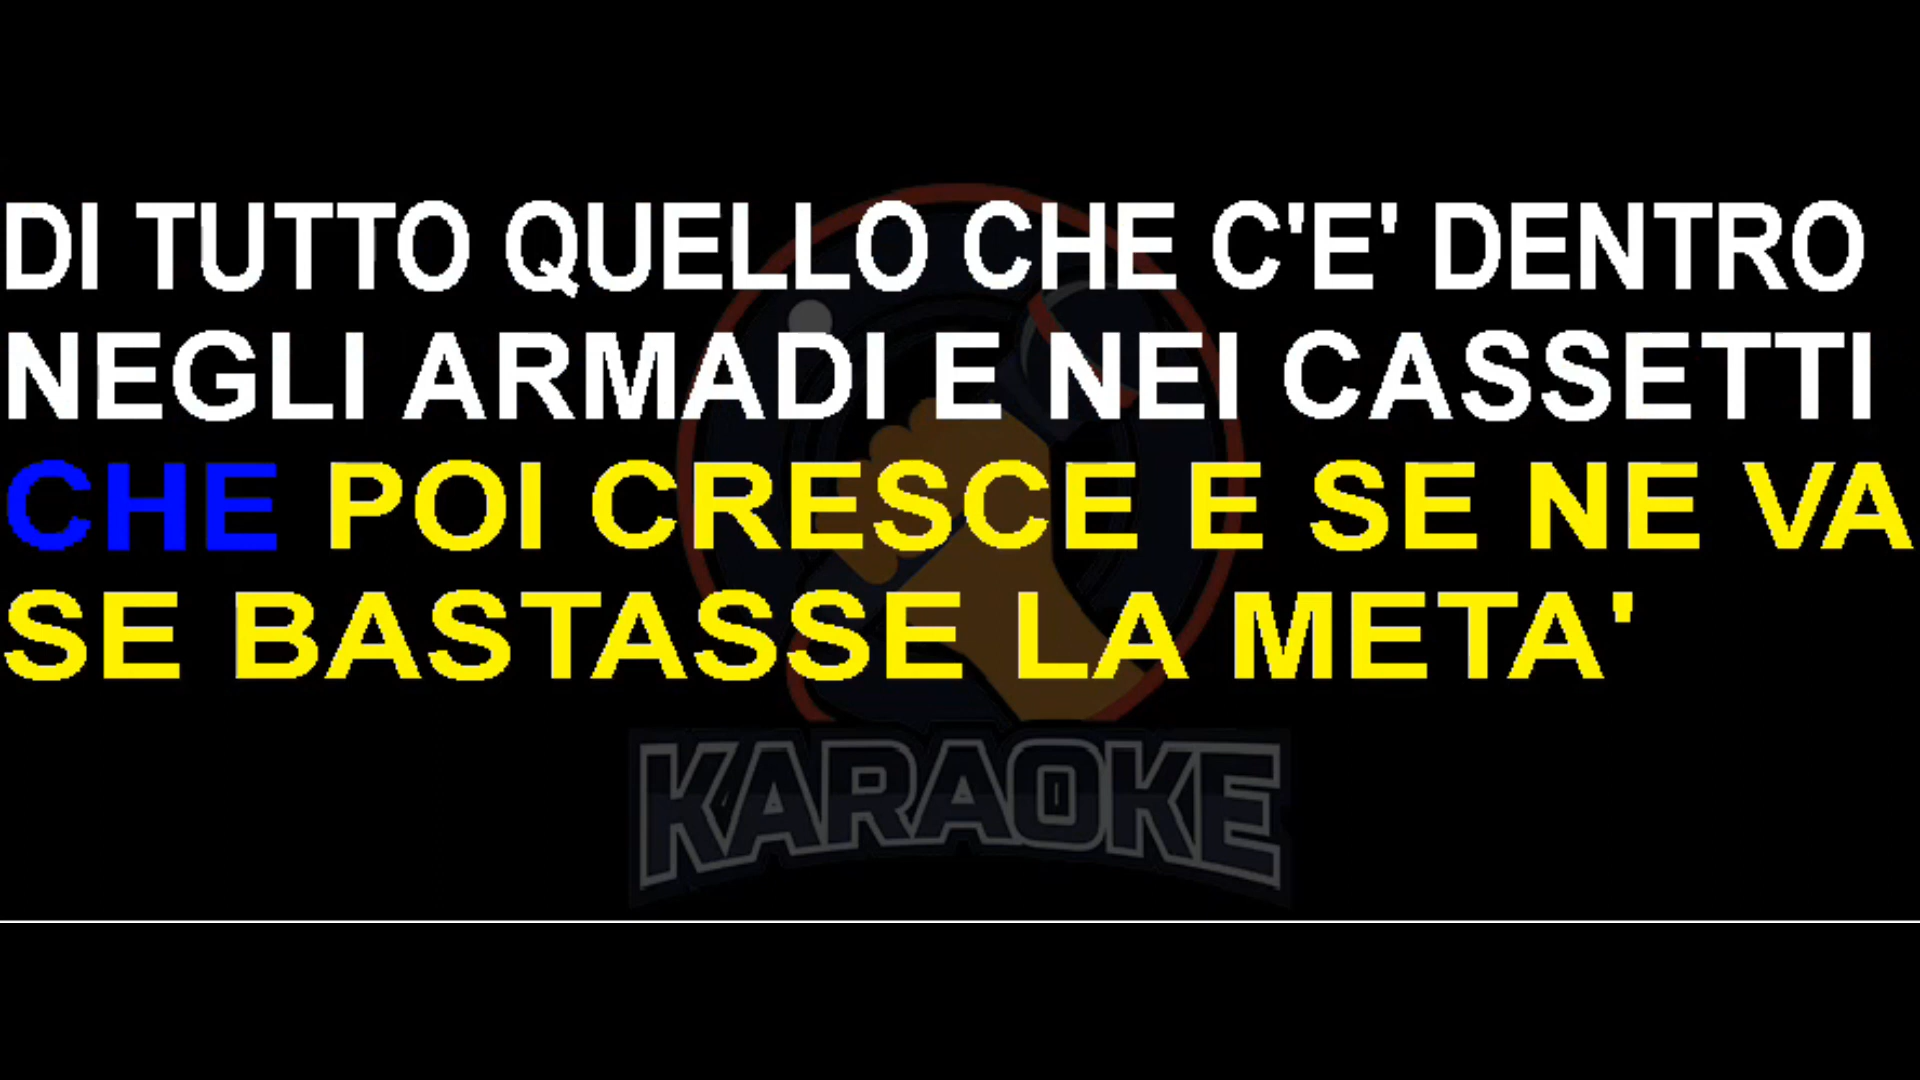 DI TUTTO QUELLO CHE C'E' DENTRO
NEGLI ARMADI E NEI CASSETTI
CHE POI CRESCE E SE NE VA
SE BASTASSE LA META'
KARAOKE